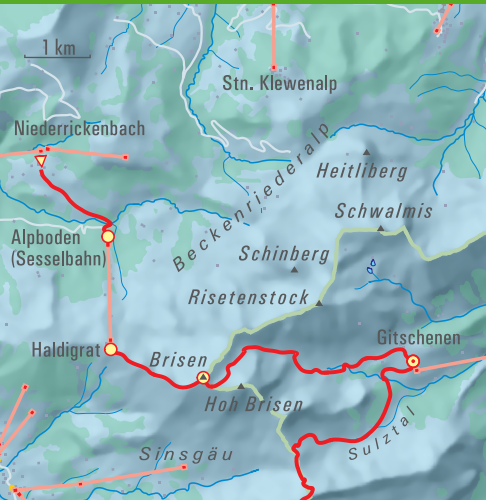 1 km
Stn. Klewenalp
Niederrickenbach
Beckenriederalp
Heitliberg
Schwalmis
Alpboden
(Sesselbahn)
Schinberg
Risetenstock
Gitschenen
Haldigrat
Brisen
Hoh Brisen
Sulztal
Sinsgäu